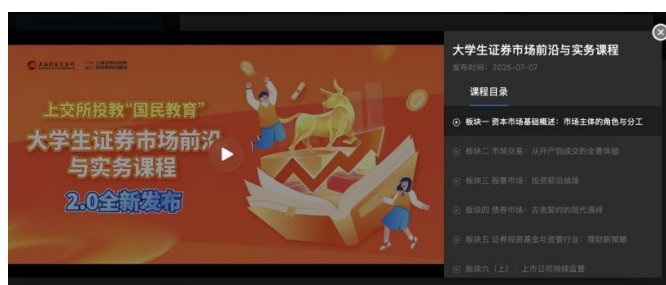 上交所投教“国民教育”
大学生证券市场前沿
与实务课程
2.0全新发布
大学生证券市场前沿与实务课程
发布时间：2025-07-07
课程目录
板块一 资本市场基础概述：市场主体的角色与分工
板块二 市场交易：从开户到成交的全景体验
板块三 股票市场：投资前沿战场
板块四 债券市场：古老契约的现代演绎
板块五 证券投资基金与资管行业：理财新策略
板块六（上）：上市公司持续监管